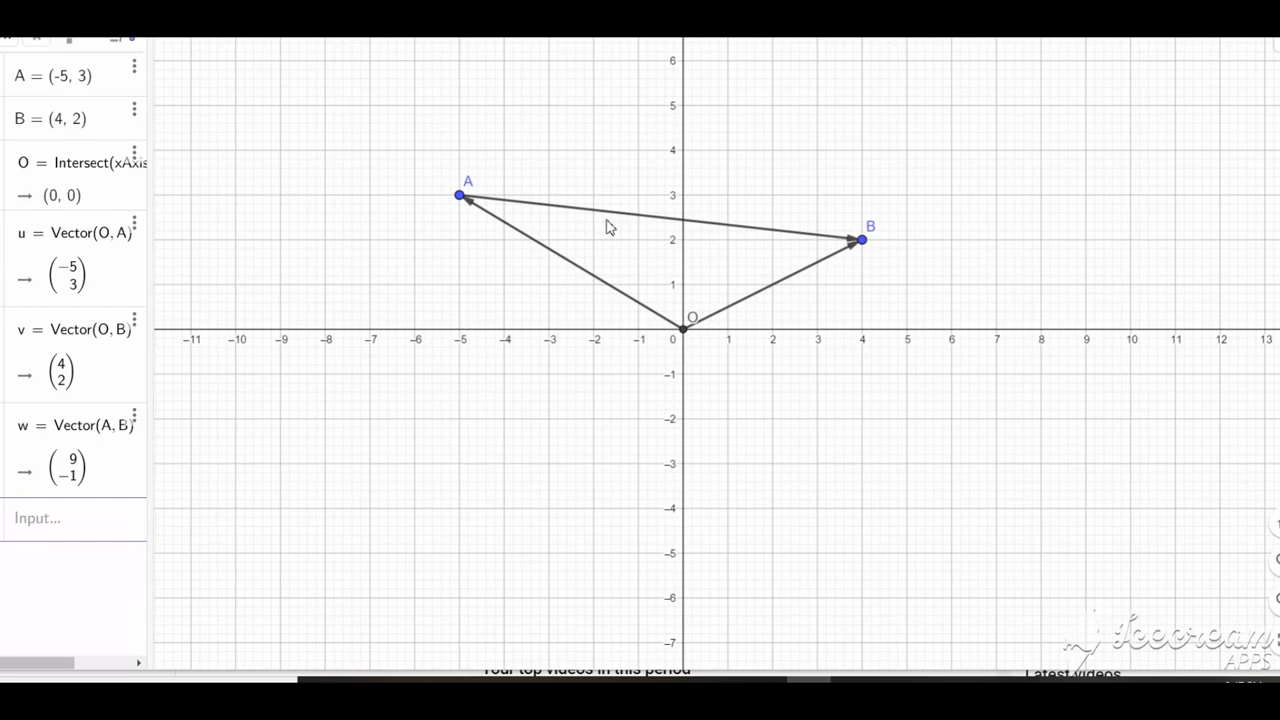 A = (-5, 3)
B = (4, 2)
O = Intersect(xAxis
→ (0, 0)
u = Vector(O, A)
→ (−5
3)
v = Vector(O, B)
→ (4
2)
w = Vector(A, B)
→ (9
−1)
Input...
6
5
4
3
2
1
A
B
O
−11 −10 −9 −8 −7 −6 −5 −4 −3 −2 −1 0 1 2 3 4 5 6 7 8 9 10 11 12 13
−1
−2
−3
−4
−5
−6
−7
Icecream
APPS
Your top videos in this period
Latest videos